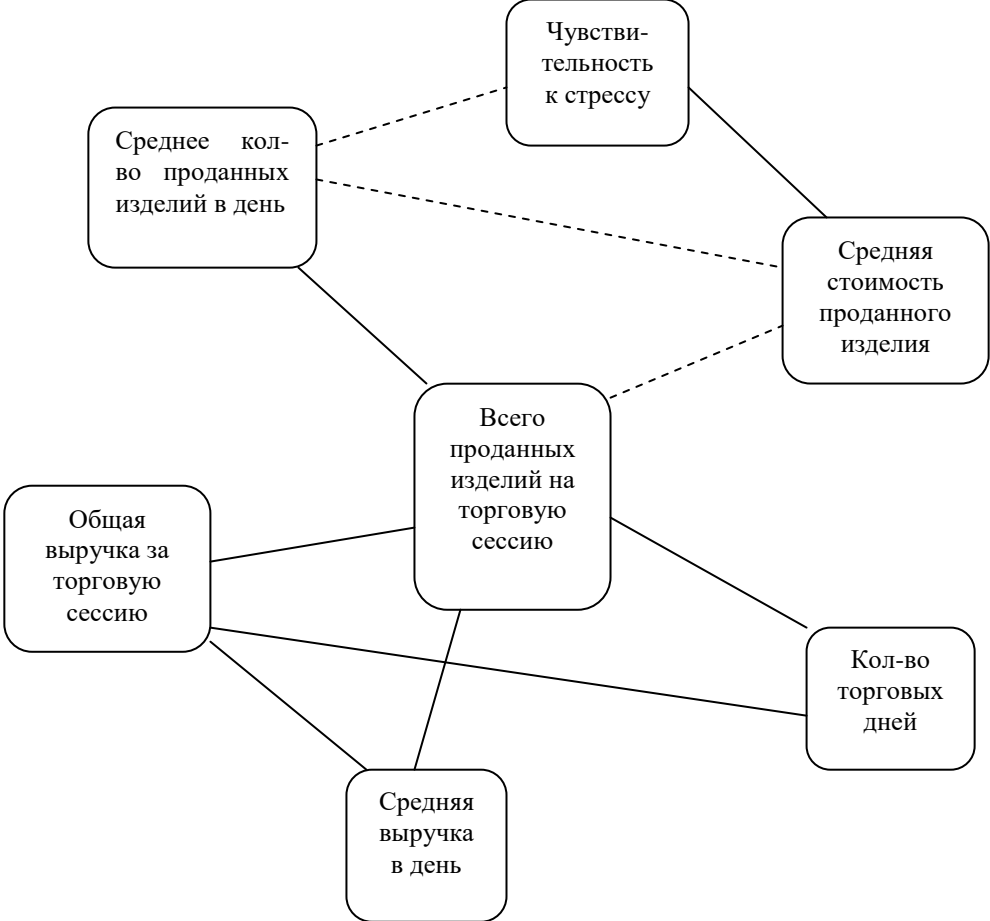 Чувстви-
тельность
к стрессу
Среднее кол-
во проданных
изделий в день
Средняя
стоимость
проданного
изделия
Всего
проданных
изделий на
торговую
сессию
Общая
выручка за
торговую
сессию
Кол-во
торговых
дней
Средняя
выручка
в день